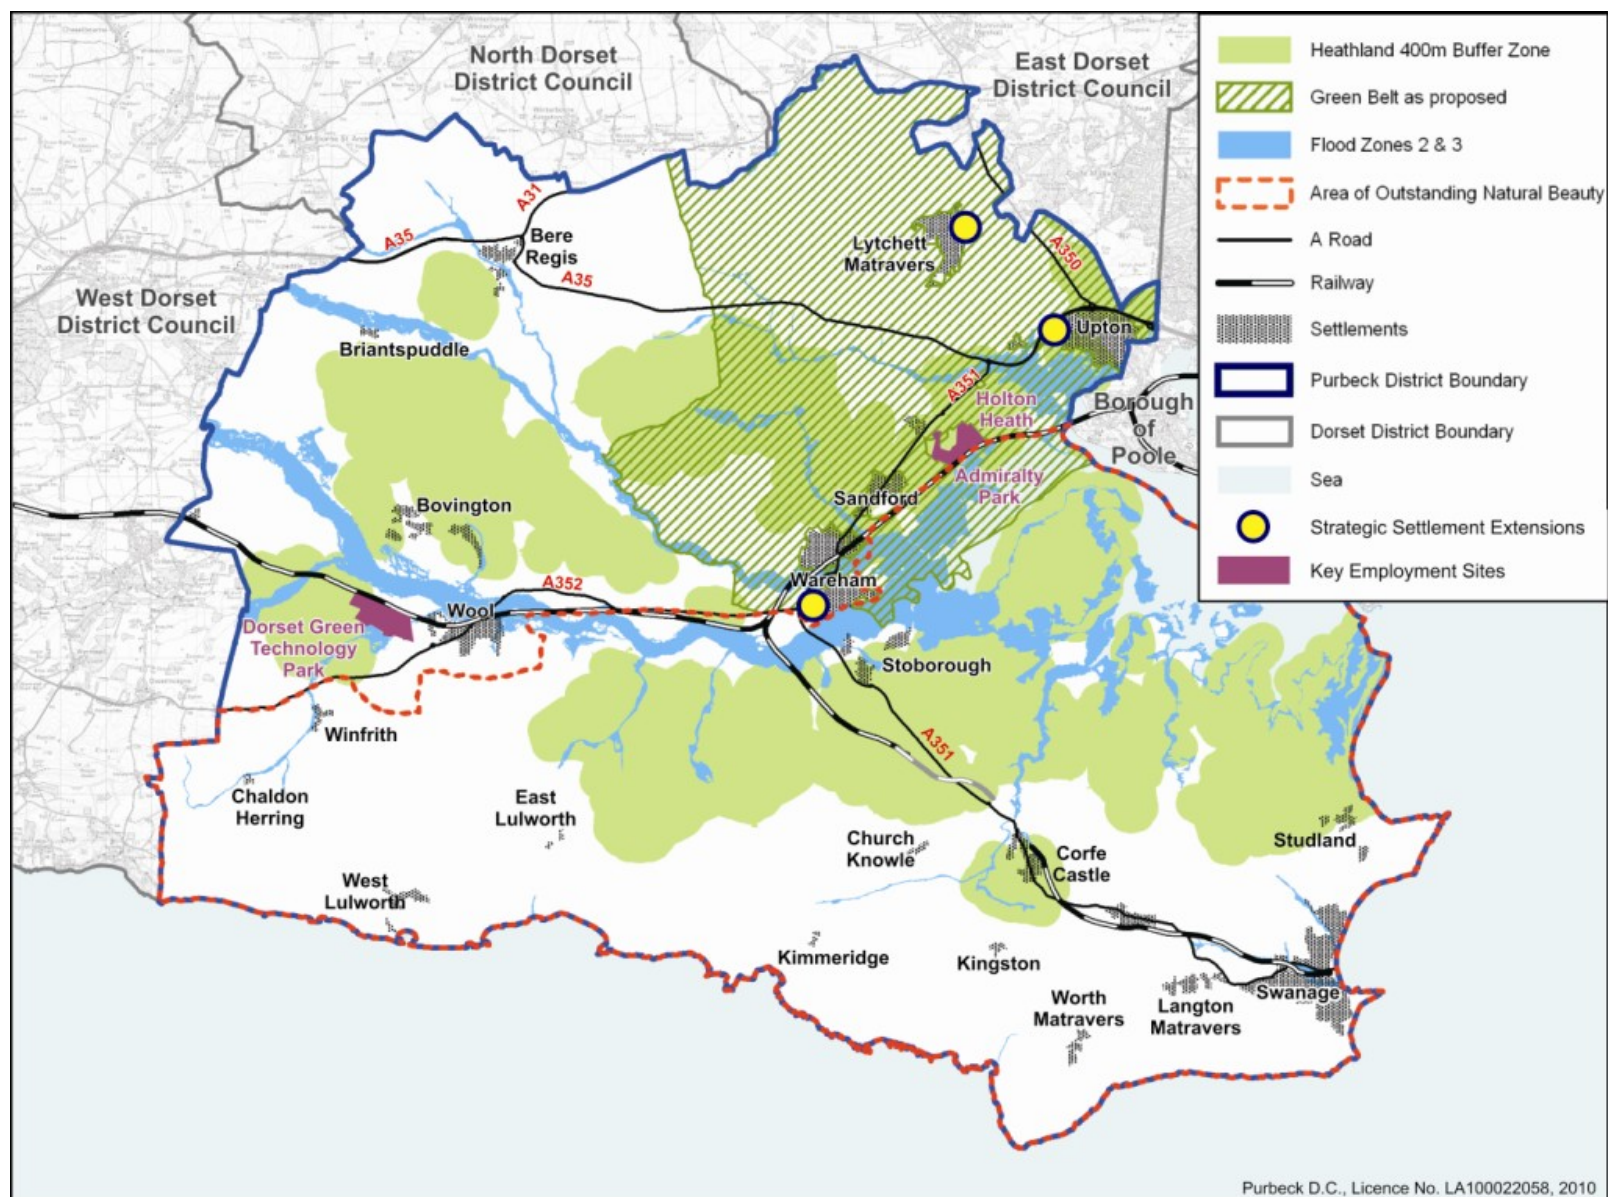 North Dorset
District Council
East Dorset
District Council
West Dorset
District Council
Borough
of
Poole
A31
A35
Bere
Regis
A35
Lytchett
Matravers
A350
Upton
Briantspuddle
A351
Holton
Heath
Admiralty
Park
Sandford
Bovington
Wareham
A352
Wool
Dorset Green
Technology
Park
Stoborough
Winfrith
A351
Chaldon
Herring
East
Lulworth
Church
Knowle
Corfe
Castle
Studland
West
Lulworth
Kimmeridge
Kingston
Worth
Matravers
Langton
Matravers
Swanage
Heathland 400m Buffer Zone
Green Belt as proposed
Flood Zones 2 & 3
Area of Outstanding Natural Beauty
A Road
Railway
Settlements
Purbeck District Boundary
Dorset District Boundary
Sea
Strategic Settlement Extensions
Key Employment Sites
Purbeck D.C., Licence No. LA100022058, 2010